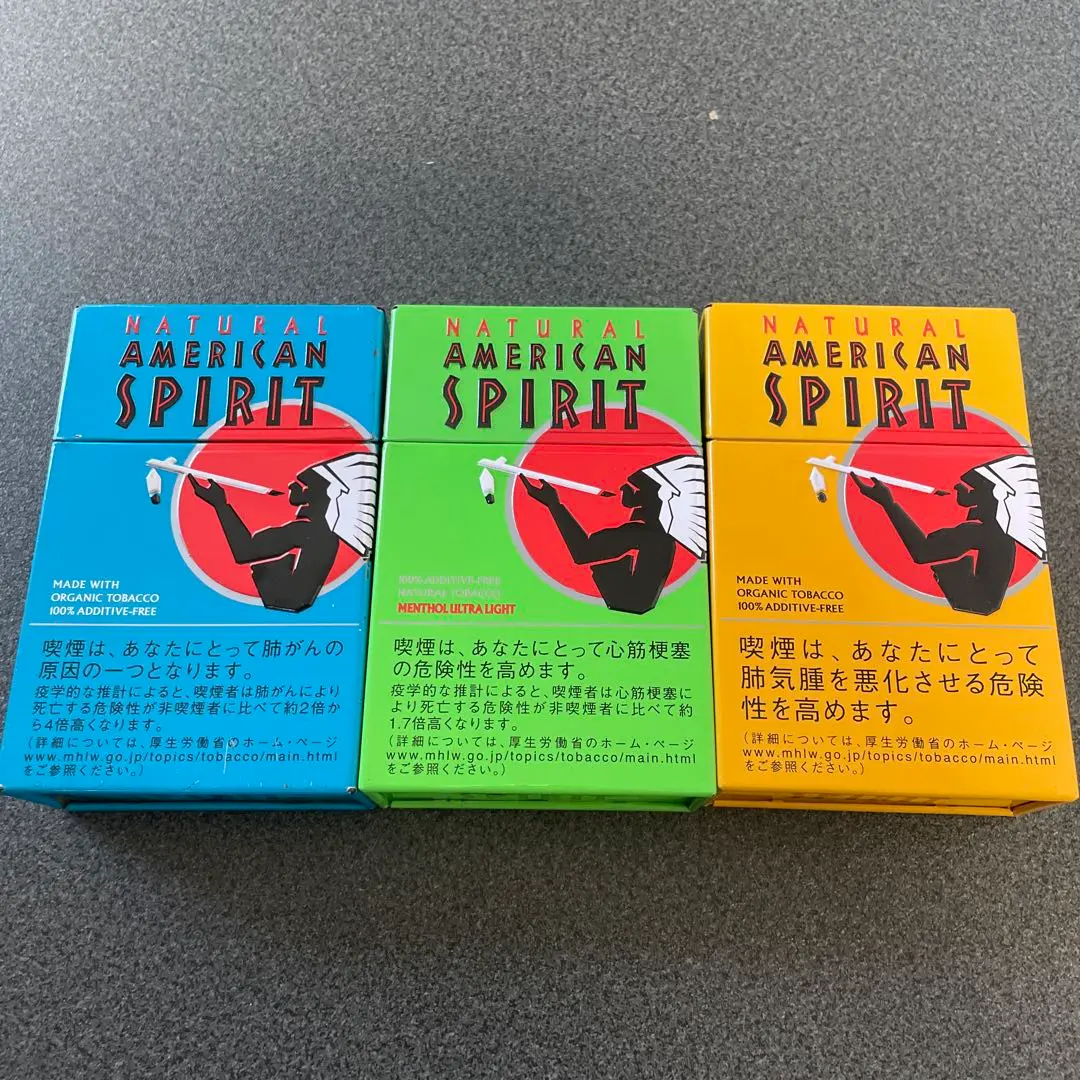 NATURAL
AMERICAN
SPIRIT
MADE WITH
ORGANIC TOBACCO
100% ADDITIVE-FREE
喫煙は、あなたにとって肺がんの
原因の一つとなります。
疫学的な推計によると、喫煙者は肺がんにより
死亡する危険性が非喫煙者に比べて約2倍か
ら4倍高くなります。
(詳細については、厚生労働省のホーム・ページ
www.mhlw.go.jp/topics/tobacco/main.html
をご参照ください。)
NATURAL
AMERICAN
SPIRIT
100% ADDITIVE-FREE
NATURAL TOBACCO
MENTHOL ULTRA LIGHT
喫煙は、あなたにとって心筋梗塞
の危険性を高めます。
疫学的な推計によると、喫煙者は心筋梗塞に
より死亡する危険性が非喫煙者に比べて約
1.7倍高くなります。
(詳細については、厚生労働省のホーム・ページ
www.mhlw.go.jp/topics/tobacco/main.html
をご参照ください。)
NATURAL
AMERICAN
SPIRIT
MADE WITH
ORGANIC TOBACCO
100% ADDITIVE-FREE
喫煙は、あなたにとって
肺気腫を悪化させる危険
性を高めます。
(詳細については、厚生労働省のホーム・ページ
www.mhlw.go.jp/topics/tobacco/main.html
をご参照ください。)